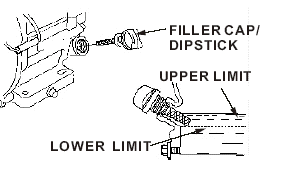 FILLER CAP/
DIPSTICK
UPPER LIMIT
LOWER LIMIT